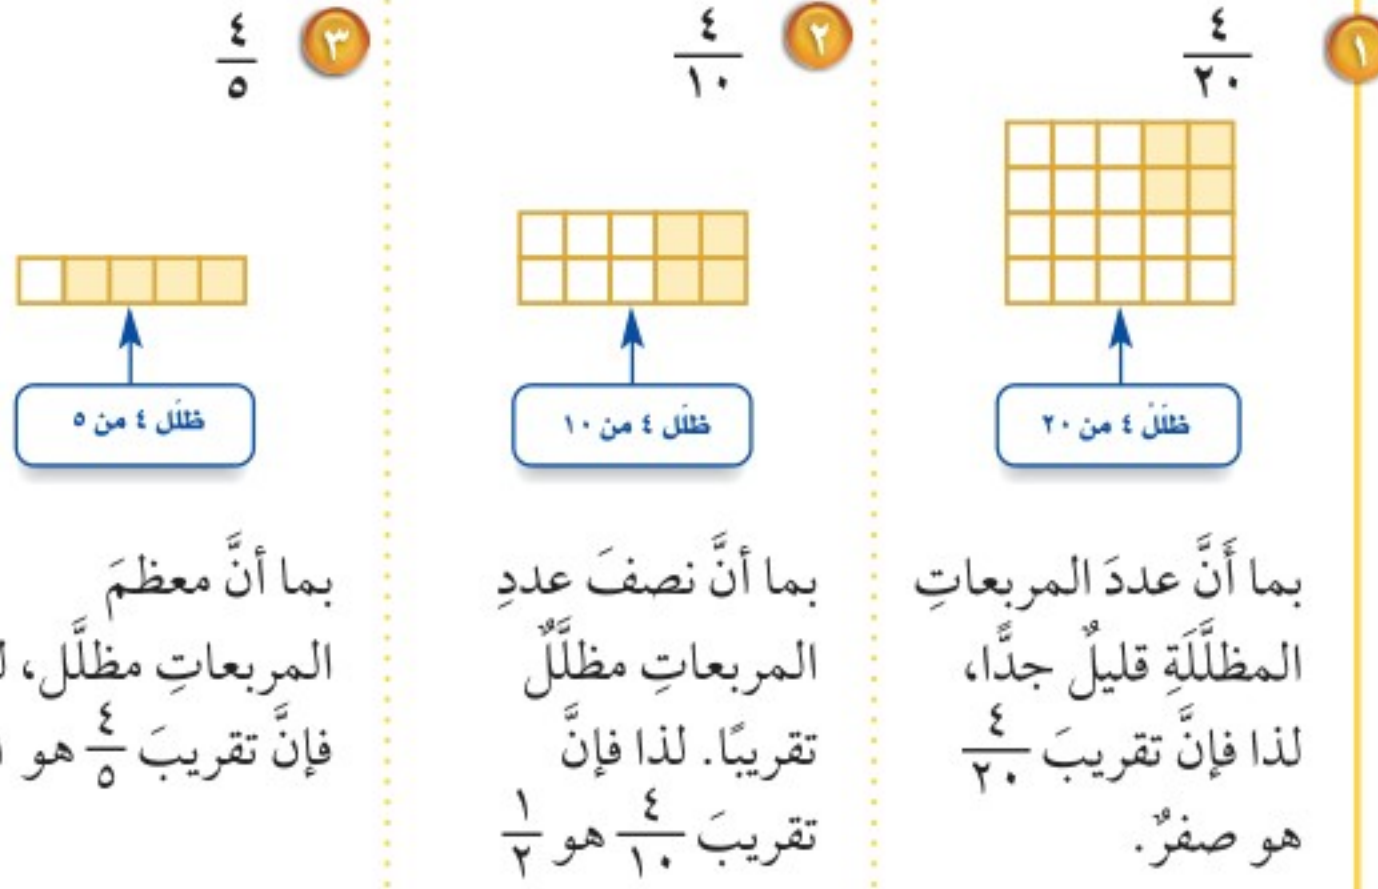 ١
٤
٢٠
ظلّلْ ٤ من ٢٠
بما أَنَّ عددَ المربعاتِ
المظلَّلَةِ قليلٌ جدًّا،
لذا فإنَّ تقريبَ ٤/٢٠
هو صفرٌ.
٢
٤
١٠
ظلّل ٤ من ١٠
بما أنَّ نصفَ عددِ
المربعاتِ مظلَّلٌ
تقريبًا. لذا فإنَّ
تقريبَ ٤/١٠ هو ١/٢
٣
٤
٥
ظلّل ٤ من ٥
بما أنَّ معظمَ
المربعاتِ مظلَّل،
فإنَّ تقريبَ ٤/٥ هو